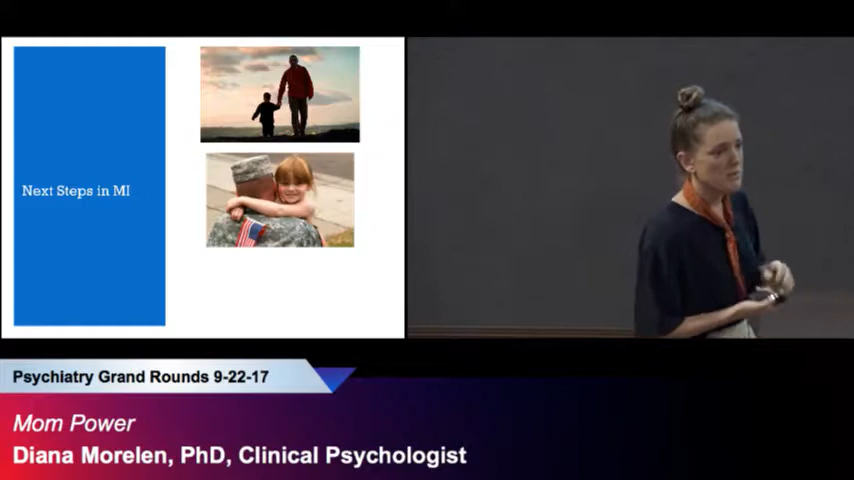 Next Steps in MI
Psychiatry Grand Rounds 9-22-17
Mom Power
Diana Morelen, PhD, Clinical Psychologist